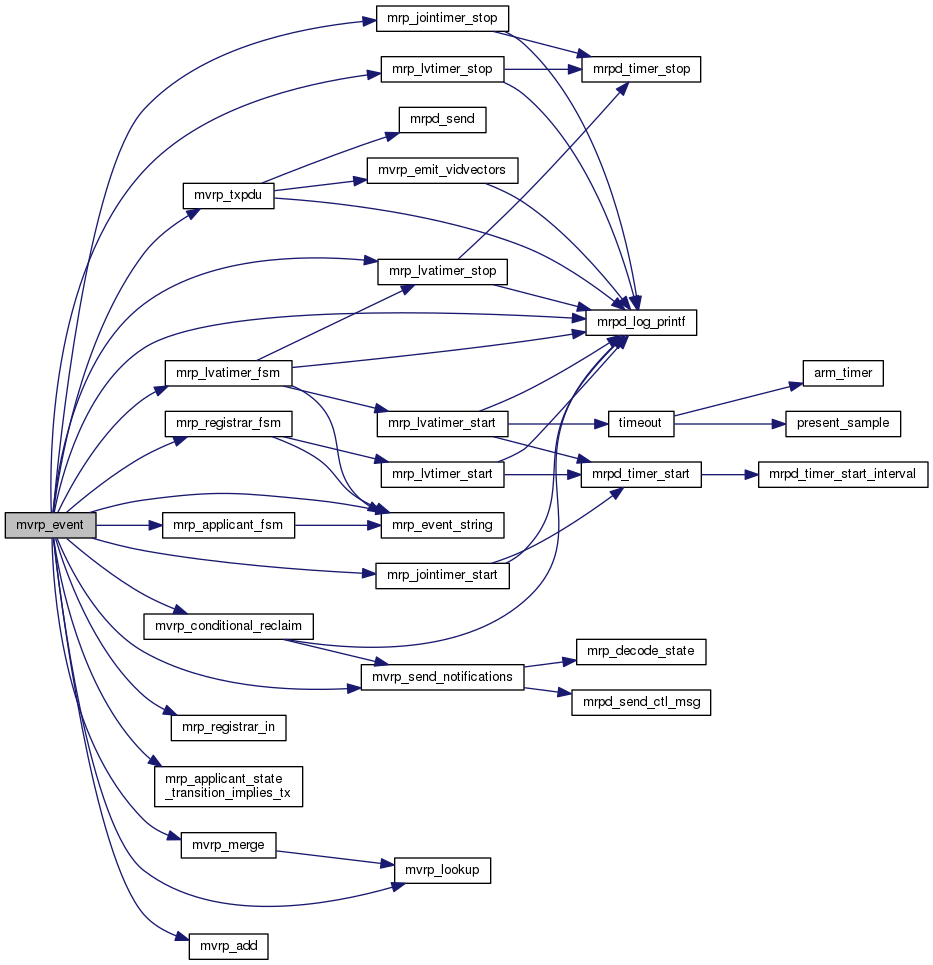 mrp_jointimer_stop
mrp_lvtimer_stop
mrpd_timer_stop
mrpd_send
mvrp_emit_vidvectors
mvrp_txpdu
mrp_lvatimer_stop
mrpd_log_printf
mrp_lvatimer_fsm
arm_timer
mrp_registrar_fsm
mrp_lvatimer_start
timeout
present_sample
mrp_lvtimer_start
mrpd_timer_start
mrpd_timer_start_interval
mvrp_event
mrp_applicant_fsm
mrp_event_string
mrp_jointimer_start
mvrp_conditional_reclaim
mrp_decode_state
mvrp_send_notifications
mrpd_send_ctl_msg
mrp_registrar_in
mrp_applicant_state
_transition_implies_tx
mvrp_merge
mvrp_lookup
mvrp_add